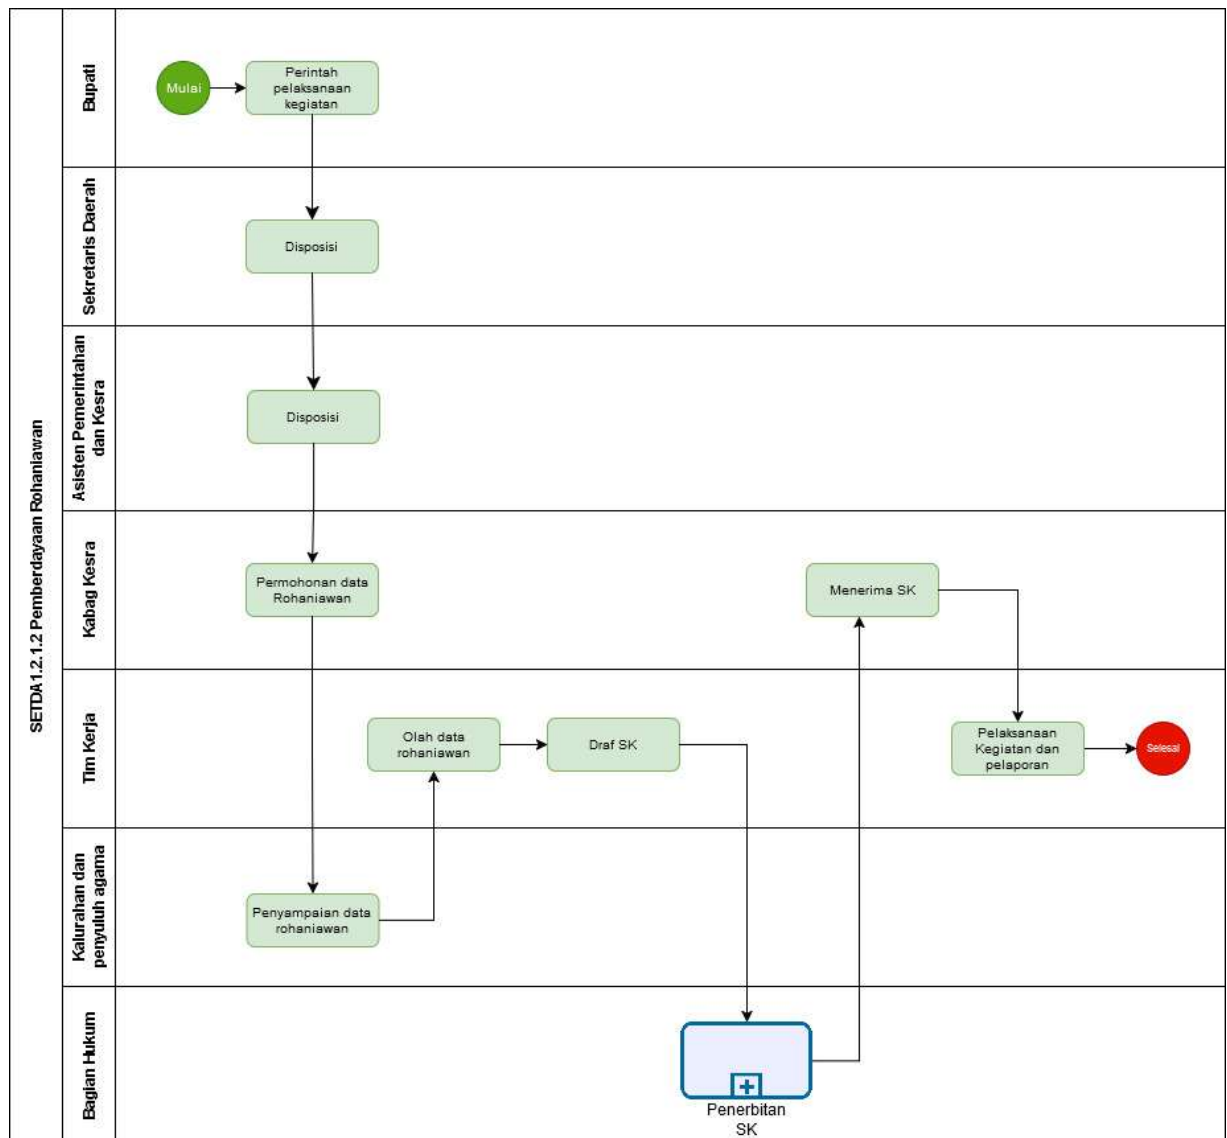 SETDA1.2.1.2 Pemberdayaan Rohaniawan
Bupati
Mulai
Perintah
pelaksanaan
kegiatan
Sekretaris Daerah
Disposisi
Asisten Pemerintahan
dan Kesra
Disposisi
Kabag Kesra
Permohonan data
Rohaniawan
Menerima SK
Tim Kerja
Olah data
rohaniawan
Draf SK
Pelaksanaan
Kegiatan dan
pelaporan
Selesai
Kalurahan dan
penyuluh agama
Penyampaian data
rohaniawan
Bagian Hukum
Penerbitan
SK